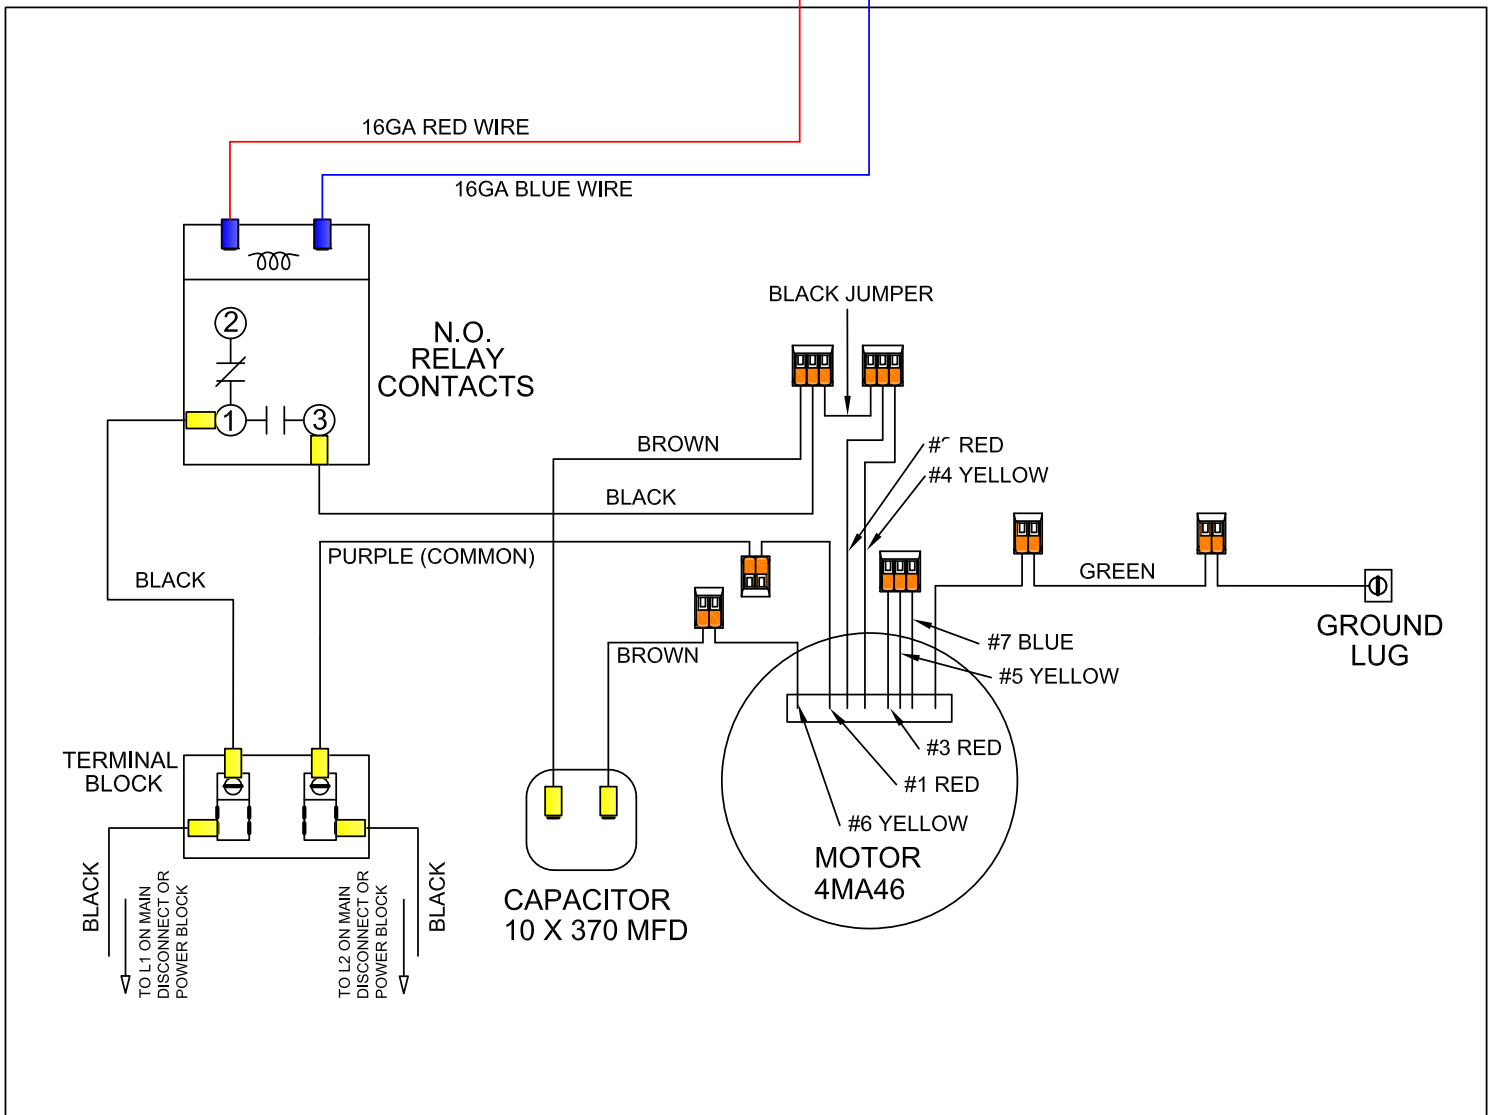 16GA RED WIRE
16GA BLUE WIRE
BLACK JUMPER
2
N.O.
RELAY
CONTACTS
1
3
BROWN
RED
#4 YELLOW
BLACK
PURPLE (COMMON)
BLACK
GREEN
GROUND
LUG
#7 BLUE
BROWN
#5 YELLOW
#3 RED
#1 RED
#6 YELLOW
TERMINAL
BLOCK
MOTOR
4MA46
CAPACITOR
10 X 370 MFD
BLACK
TO L1 ON MAIN
DISCONNECT OR
POWER BLOCK
TO L2 ON MAIN
DISCONNECT OR
POWER BLOCK
BLACK